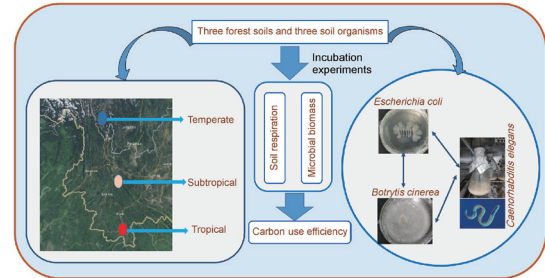 Three forest soils and three soil organisms
Incubation
experiments
Temperate
Subtropical
Tropical
Soil respiration
Microbial biomass
Carbon use efficiency
Escherichia coli
Botrytis cinerea
Caenorhabditis elegans